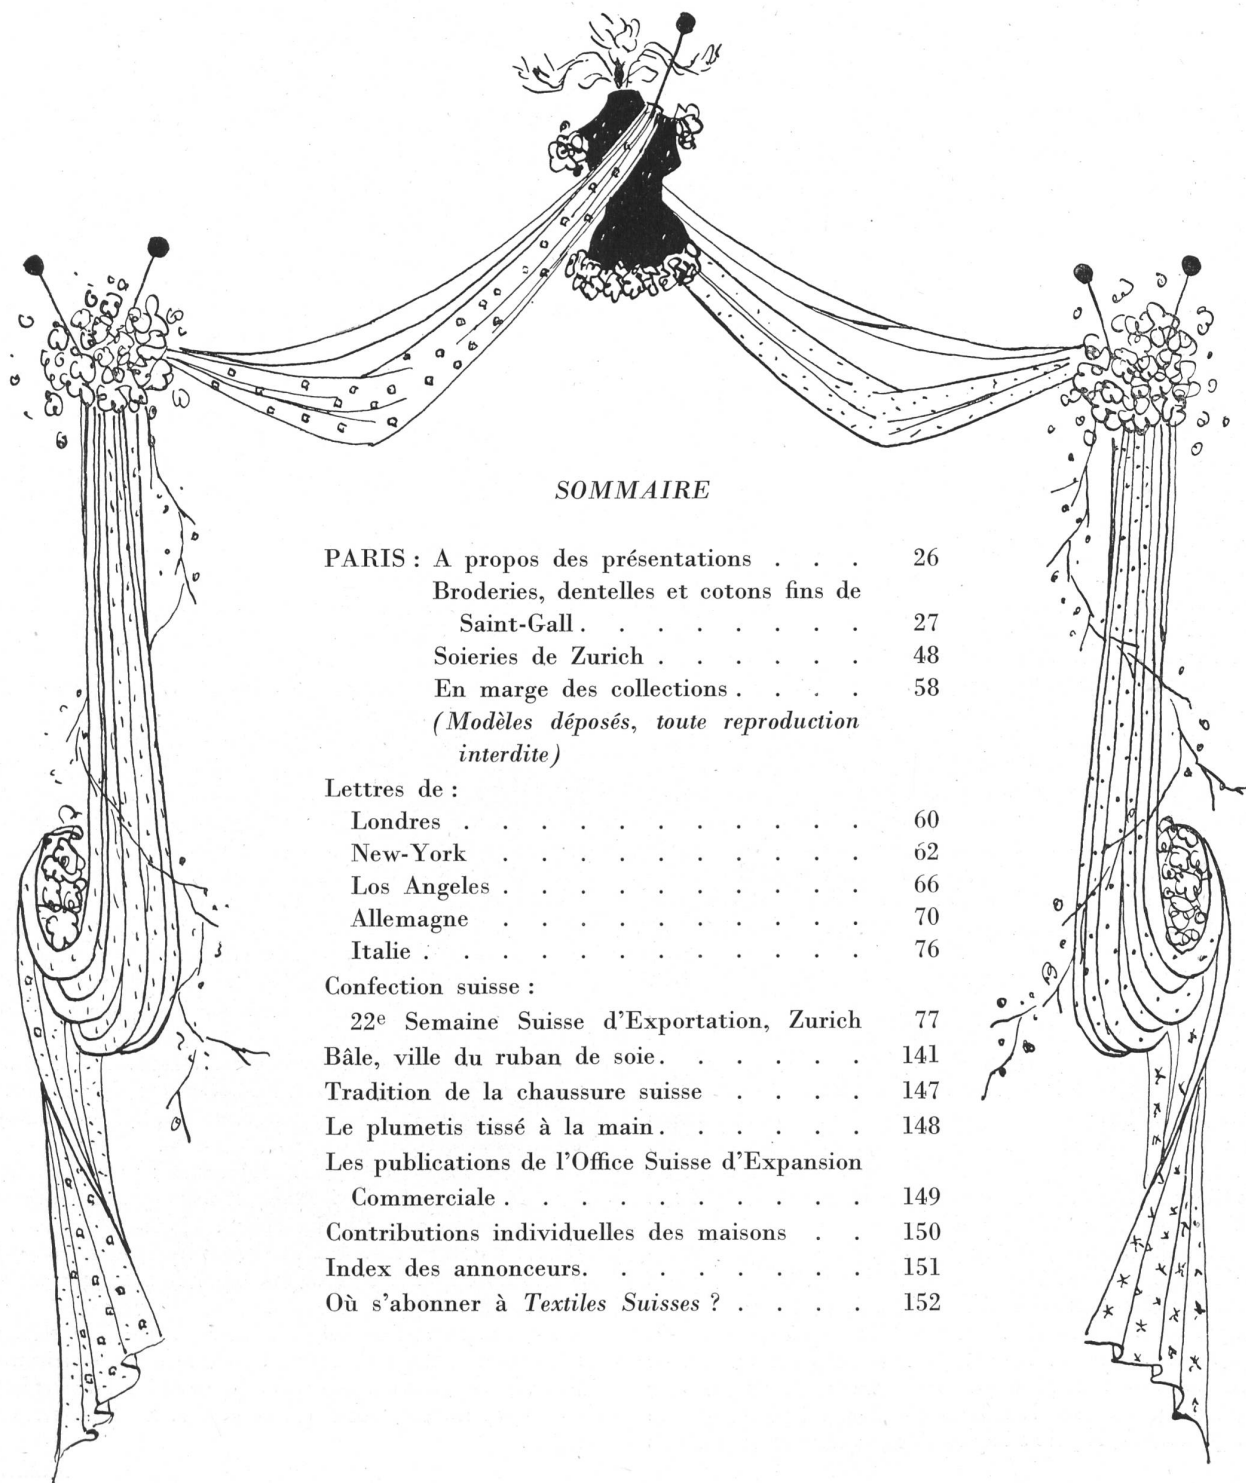 SOMMAIRE
PARIS : A propos des présentations . . . 26
Broderies, dentelles et cotons fins de
Saint-Gall . . . . . . . . 27
Soieries de Zurich . . . . . . 48
En marge des collections . . . . 58
(Modèles déposés, toute reproduction
interdite)
Lettres de :
Londres . . . . . . . . . . . 60
New-York . . . . . . . . . . 62
Los Angeles . . . . . . . . . . 66
Allemagne . . . . . . . . . . 70
Italie . . . . . . . . . . . . 76
Confection suisse :
22e Semaine Suisse d'Exportation, Zurich 77
Bâle, ville du ruban de soie . . . . . . 141
Tradition de la chaussure suisse . . . . 147
Le plumetis tissé à la main . . . . . . 148
Les publications de l'Office Suisse d'Expansion
Commerciale . . . . . . . . . . 149
Contributions individuelles des maisons . . 150
Index des annonceurs . . . . . . . . 151
Où s'abonner à Textiles Suisses ? . . . . 152